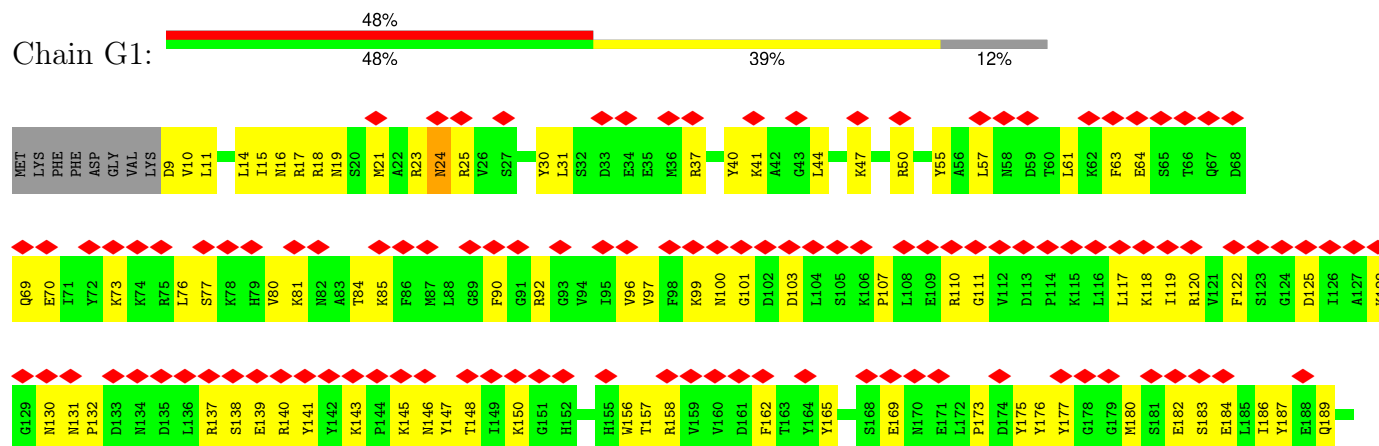 48%
Chain G1:
48% 39% 12%
MET LYS PHE PHE ASP GLY VAL LYS D9 V10 L11 L14 I15 N16 R17 R18 N19 S20 M21 A22 R23 N24 R25 V26 S27 Y30 L31 S32 D33 E34 E35 M36 R37 Y40 K41 A42 G43 L44 K47 R50 Y55 A56 L57 N58 D59 T60 L61 K62 F63 E64 S65 T66 Q67 D68
Q69 E70 I71 Y72 K73 K74 R75 L76 S77 K78 H79 V80 K81 N82 A83 T84 K85 F86 M87 L88 G89 F90 G91 R92 G93 V94 I95 V96 V97 F98 K99 N100 G101 D102 D103 L104 S105 K106 P107 L108 E109 R110 G111 V112 D113 P114 K115 L116 L117 K118 I119 R120 V121 F122 S123 G124 D125 I126 A127
G129 N130 N131 P132 D133 N134 D135 L136 R137 S138 E139 R140 Y141 Y142 K143 P144 K145 N146 Y147 T148 I149 K150 G151 H152 H155 W156 T157 R158 V159 V160 D161 F162 T163 Y164 Y165 S168 E169 N170 E171 L172 P173 D174 Y175 Y176 Y177 G178 G179 M180 S181 E182 S183 E184 L185 I186 Y187 E188 Q189